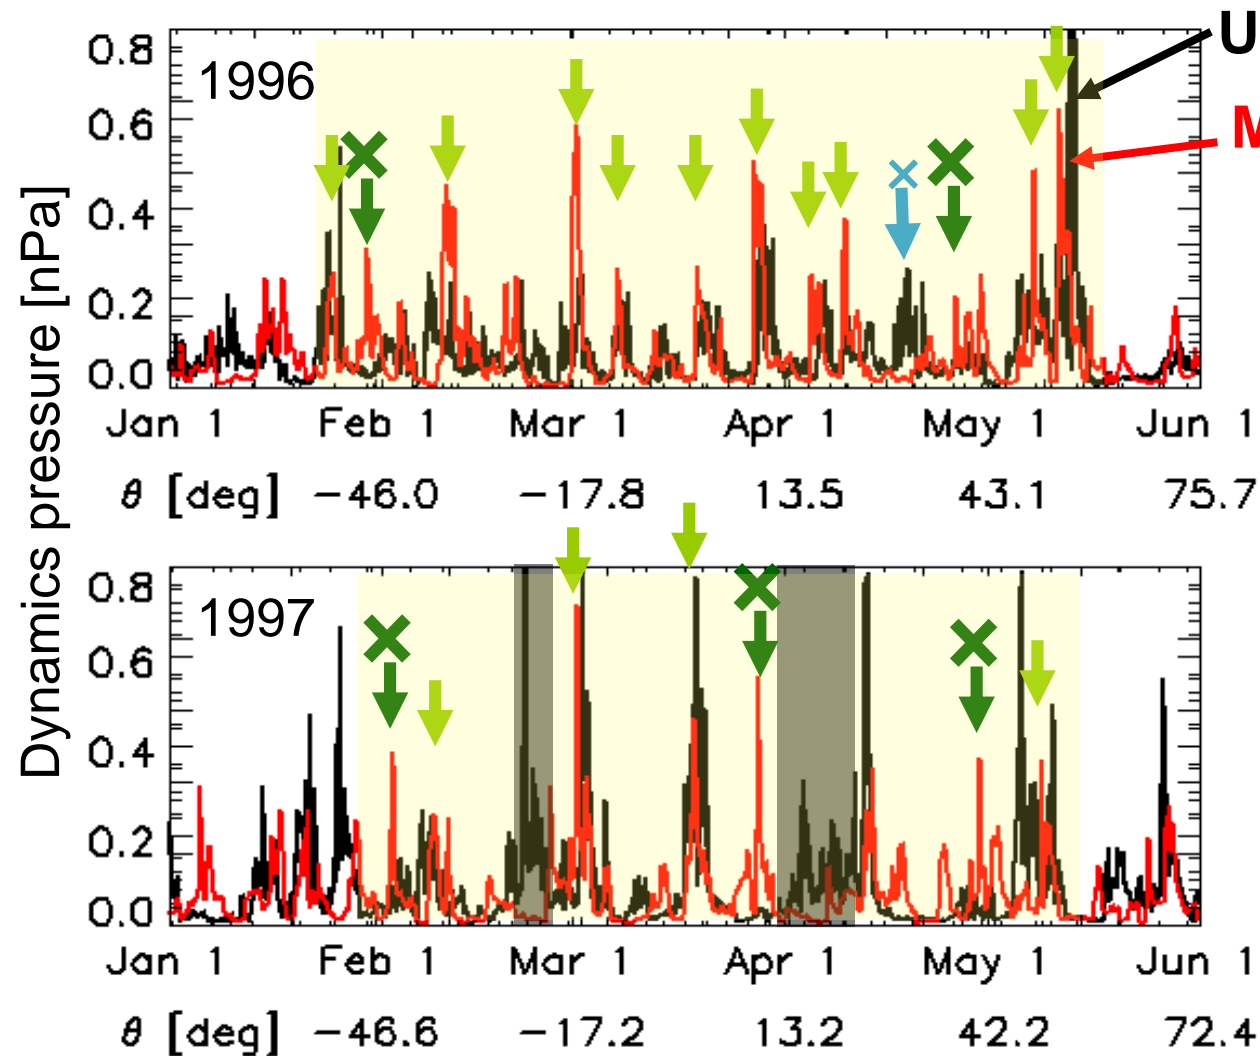 Dynamics pressure [nPa]
1996
U
M
0.8
0.6
0.4
0.2
0.0
Jan 1 Feb 1 Mar 1 Apr 1 May 1 Jun 1
θ [deg] −46.0 −17.8 13.5 43.1 75.7
1997
0.8
0.6
0.4
0.2
0.0
Jan 1 Feb 1 Mar 1 Apr 1 May 1 Jun 1
θ [deg] −46.6 −17.2 13.2 42.2 72.4